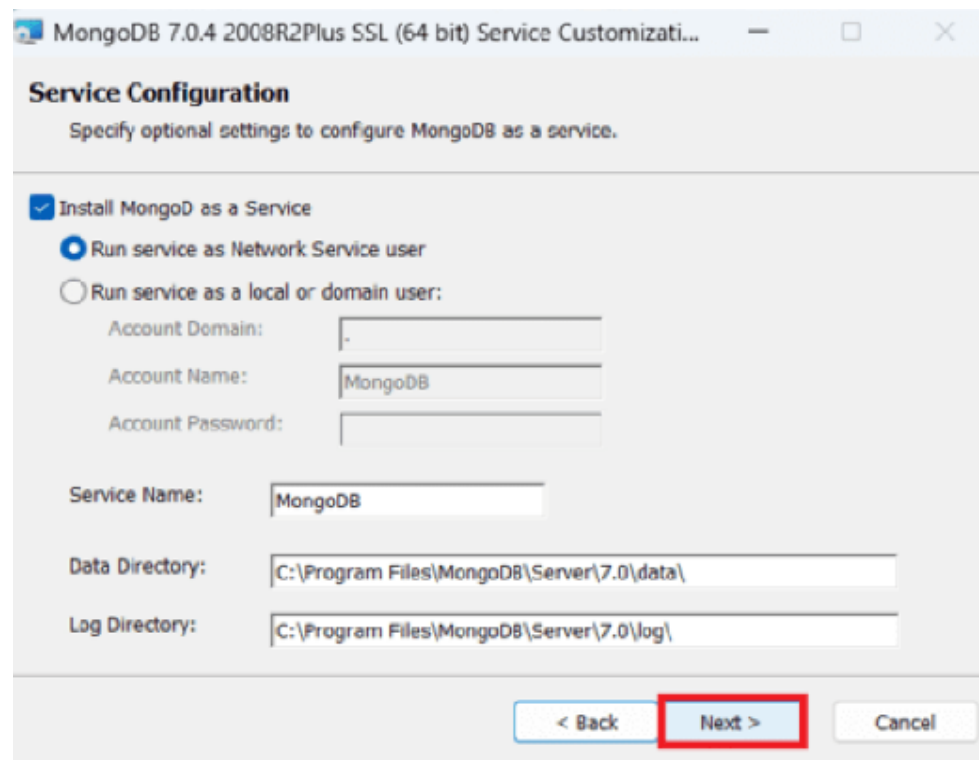 MongoDB 7.0.4 2008R2Plus SSL (64 bit) Service Customizati...
Service Configuration
Specify optional settings to configure MongoDB as a service.
Install MongoD as a Service
Run service as Network Service user
Run service as a local or domain user:
Account Domain: .
Account Name: MongoDB
Account Password:
Service Name: MongoDB
Data Directory: C:\Program Files\MongoDB\Server\7.0\data\
Log Directory: C:\Program Files\MongoDB\Server\7.0\log\
< Back Next > Cancel